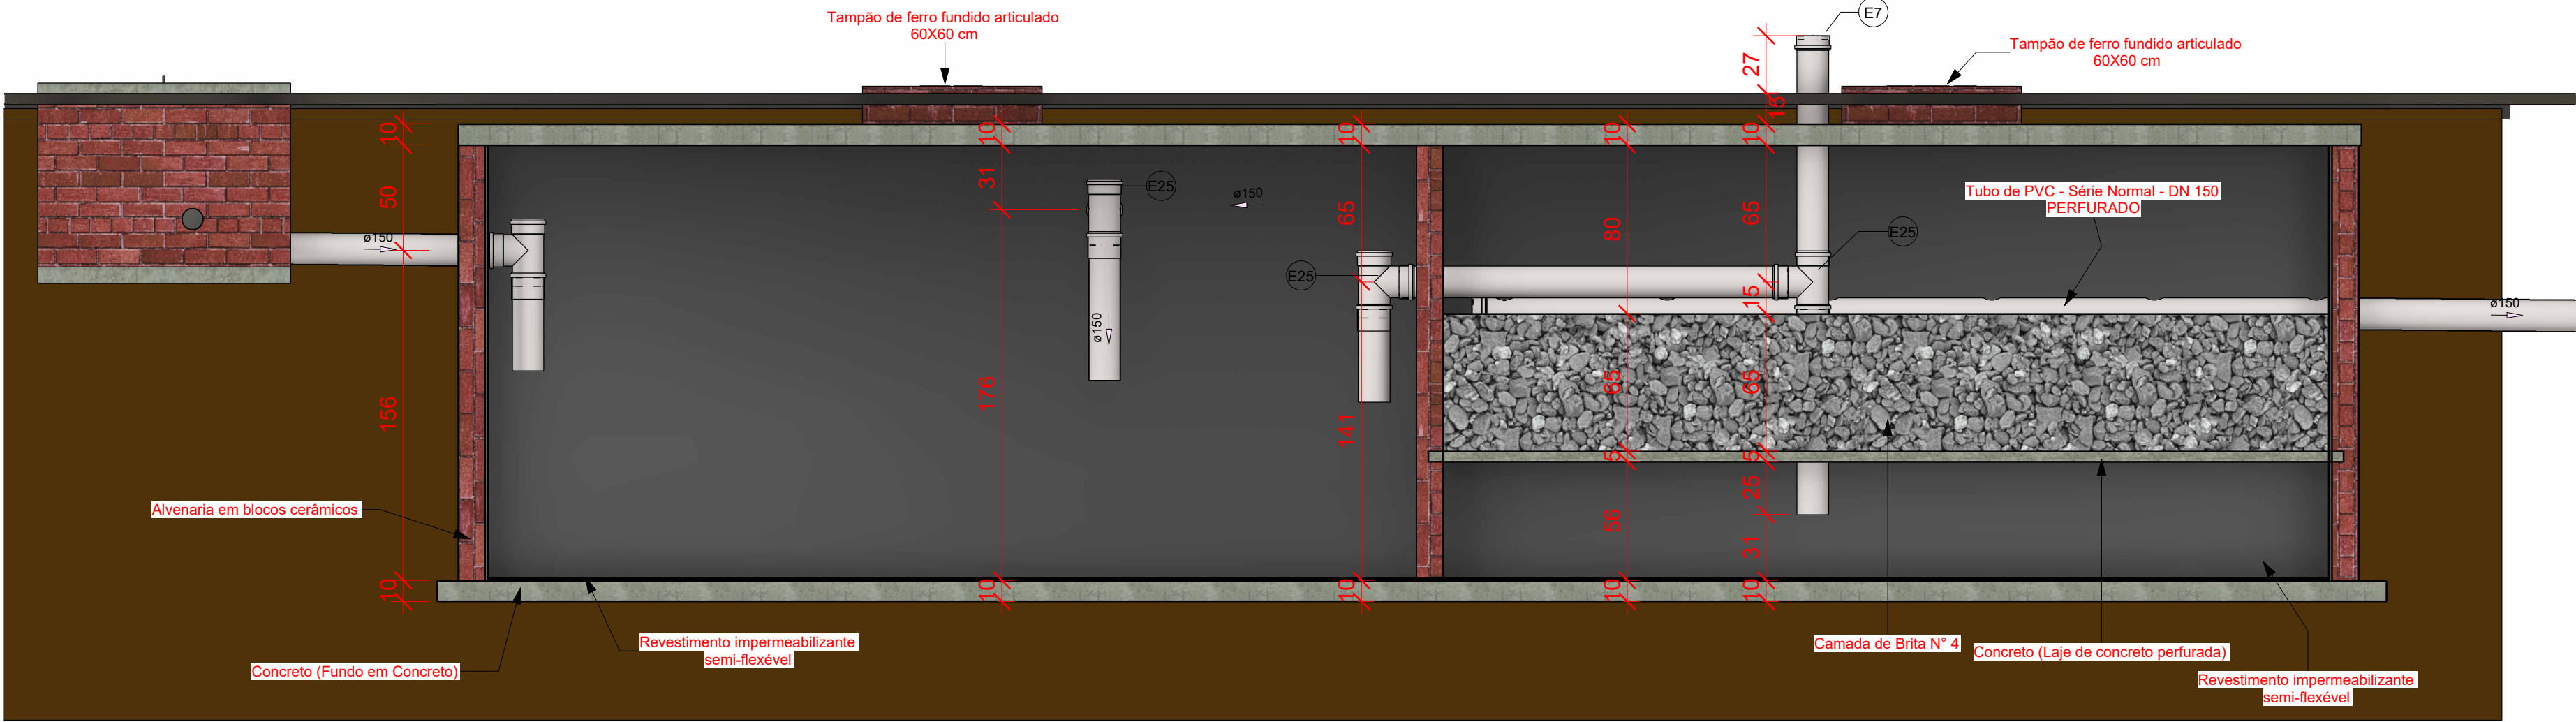 Tampão de ferro fundido articulado
60X60 cm
E7
Tampão de ferro fundido articulado
60X60 cm
27
15
10
10
10
10
10
50
31
65
80
65
E25
ø150
Tubo de PVC - Série Normal - DN 150
PERFURADO
ø150
E25
E25
15
ø150
ø150
156
176
141
65
65
5
5
25
56
31
Alvenaria em blocos cerâmicos
10
10
10
10
10
Revestimento impermeabilizante
semi-flexével
Concreto (Fundo em Concreto)
Camada de Brita N° 4
Concreto (Laje de concreto perfurada)
Revestimento impermeabilizante
semi-flexével